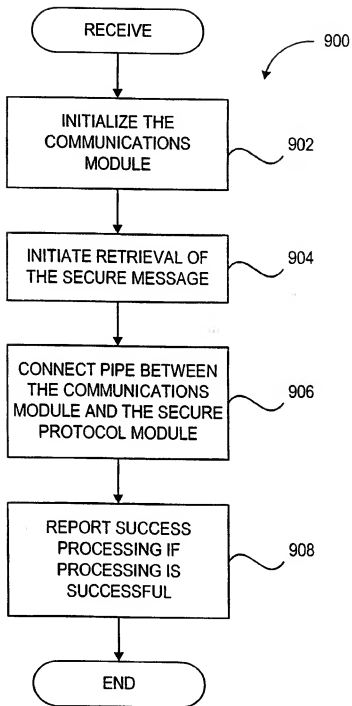 RECEIVE
900
INITIALIZE THE
COMMUNICATIONS
MODULE
902
INITIATE RETRIEVAL OF
THE SECURE MESSAGE
904
CONNECT PIPE BETWEEN
THE COMMUNICATIONS
MODULE AND THE SECURE
PROTOCOL MODULE
906
REPORT SUCCESS
PROCESSING IF
PROCESSING IS
SUCCESSFUL
908
END